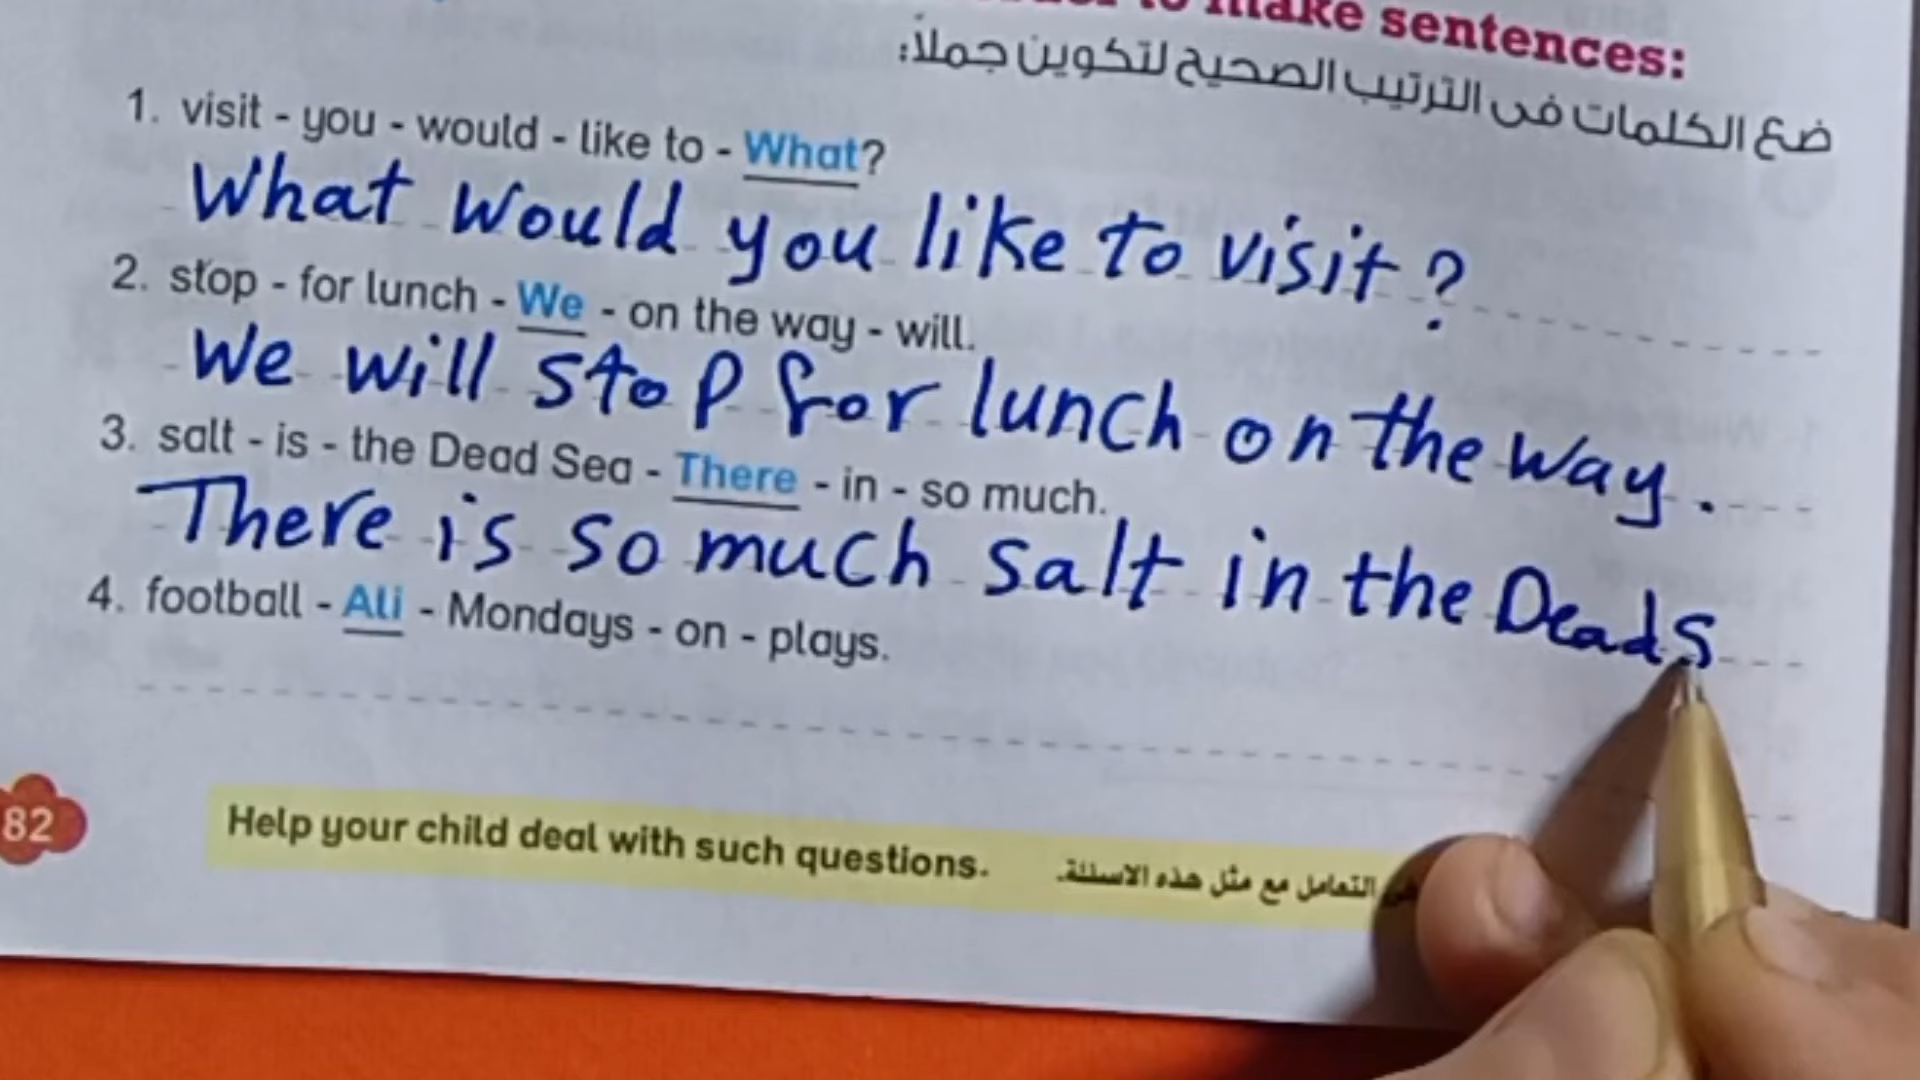 to make sentences:
ضع الكلمات فى الترتيب الصحيح لتكوين جملاً:
1. visit - you - would - like to - What?
What would you like to visit?
2. stop - for lunch - We - on the way - will.
We will stop for lunch on the way.
3. salt - is - the Dead Sea - There - in - so much.
There is so much salt in the Dead S
4. football - Ali - Mondays - on - plays.
82
Help your child deal with such questions.
التعامل مع مثل هذه الاسئلة.